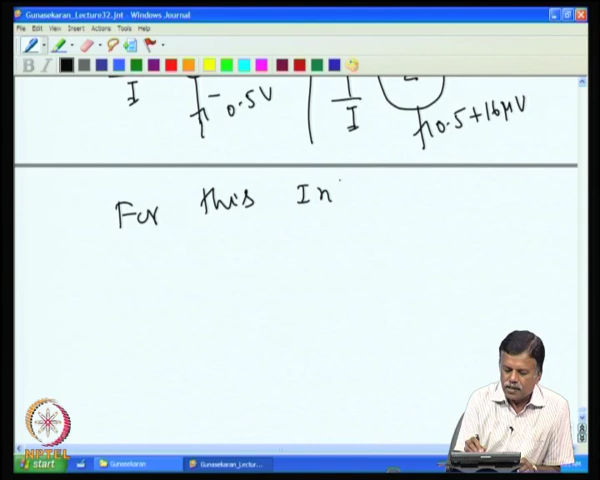 Gunasekaran_Lecture32.jnt - Windows Journal
File Edit View Insert Actions Tools Help
B I
I
-0.5V
I
0.5+16μV
For this In
NPTEL
start
Gunasekaran
Gunasekaran_Lectur...